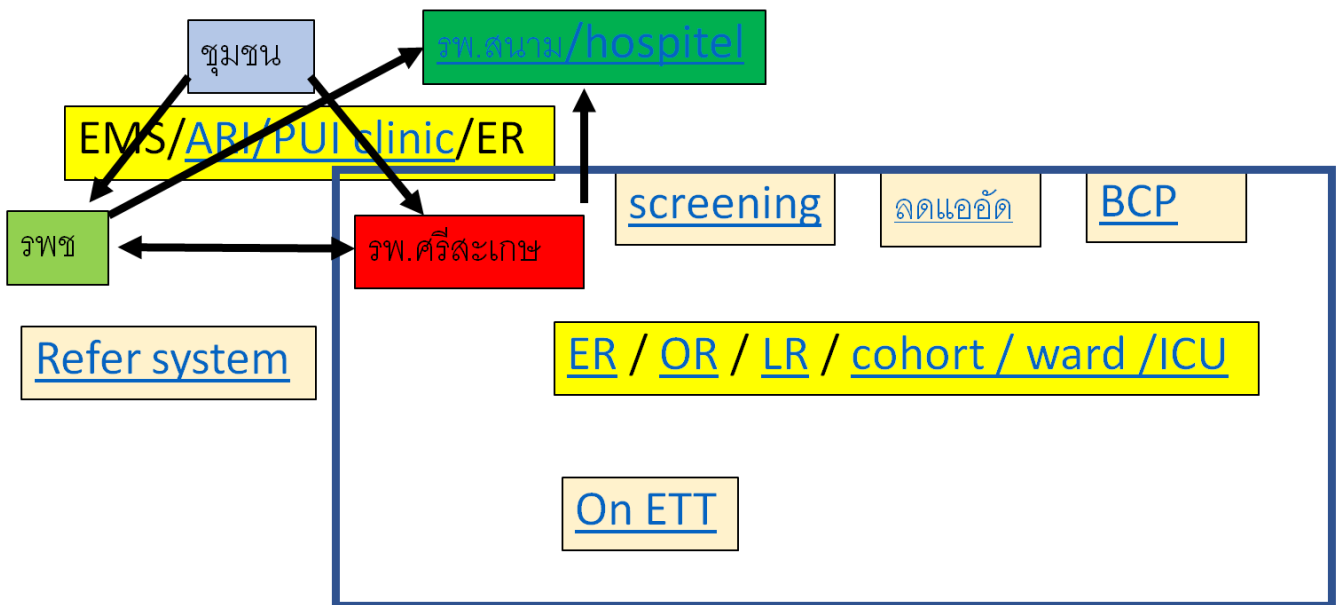 ชุมชน
รพ.สนาม/hospitel
EMS/ARI/PUI clinic/ER
screening
ลดแออัด
BCP
รพช
รพ.ศรีสะเกษ
Refer system
ER / OR / LR / cohort / ward /ICU
On ETT